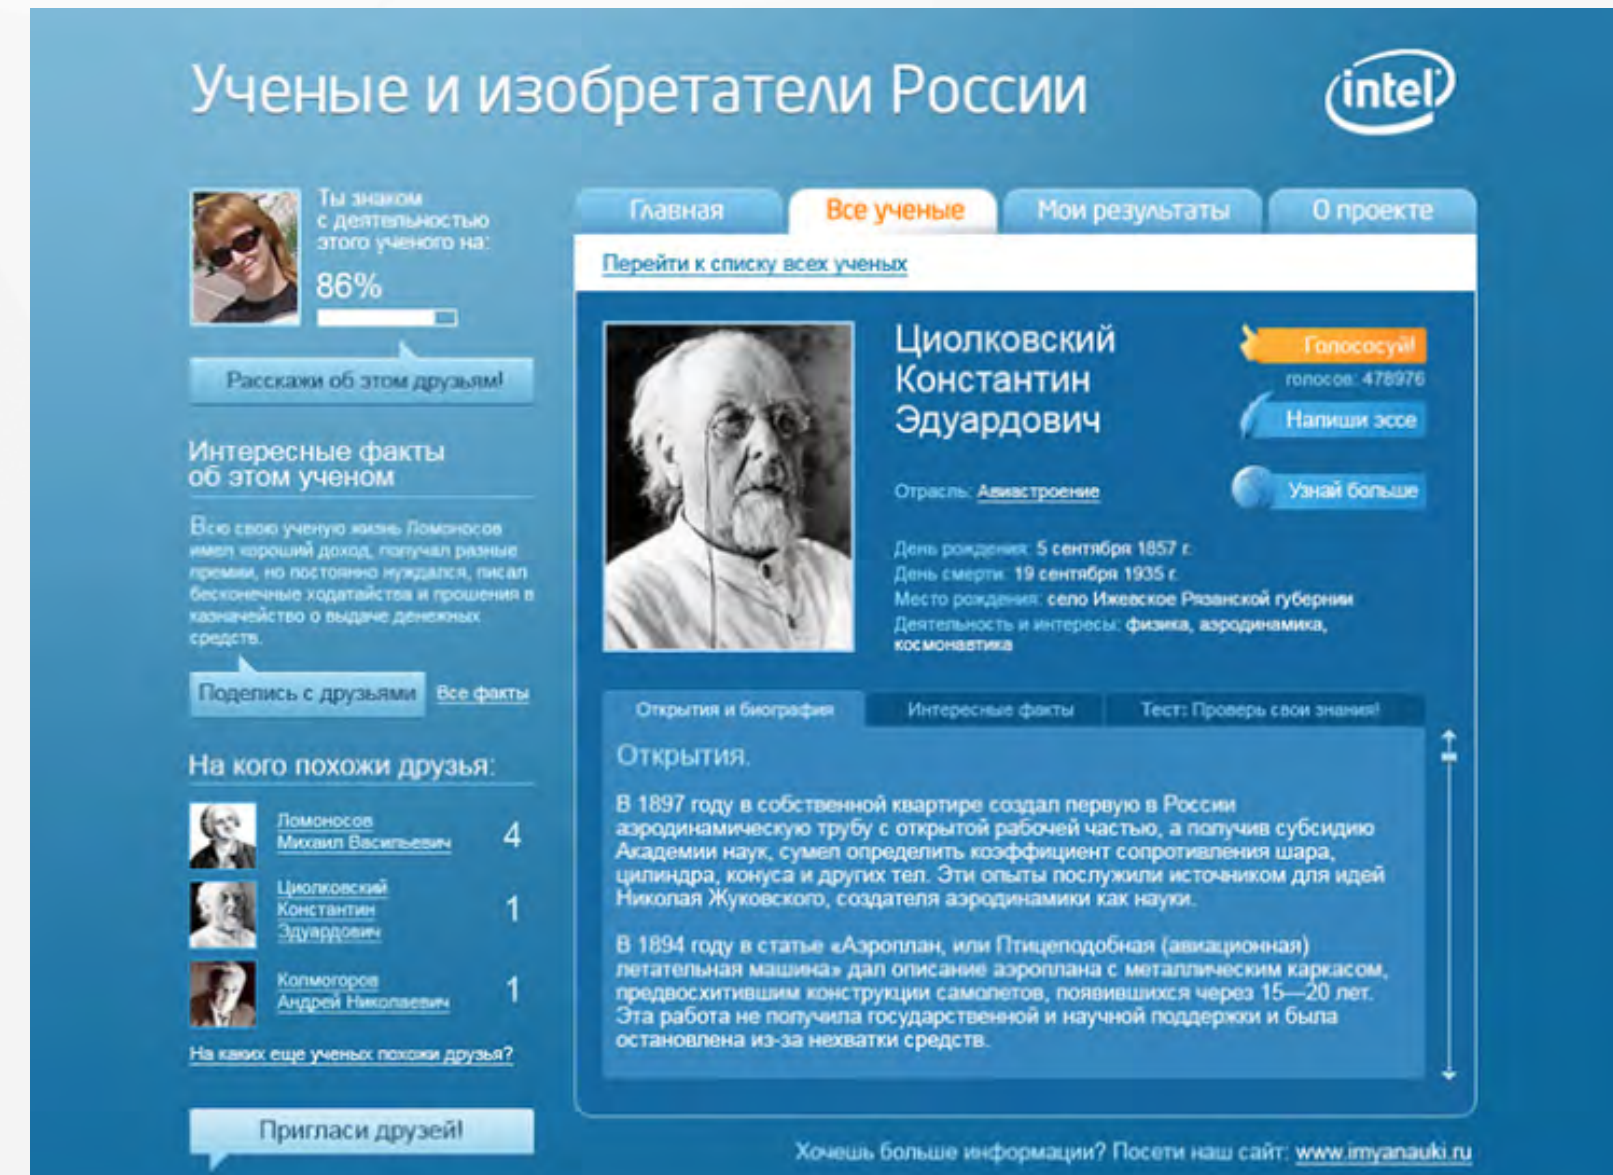 Ученые и изобретатели России
intel
Ты знаком
с деятельностью
этого ученого на:
86%
Расскажи об этом друзьям!
Интересные факты
об этом ученом
Всю свою ученую жизнь Ломоносов
имел хороший доход, получал разные
премии, но постоянно нуждался, писал
бесконечные ходатайства и прошения в
казначейство о выдаче денежных
средств.
Поделись с друзьями
Все факты
На кого похожи друзья:
Ломоносов
Михаил Васильевич
4
Циолковский
Константин
Эдуардович
1
Колмогоров
Андрей Николаевич
1
На каких еще ученых похожи друзья?
Пригласи друзей!
Главная
Все ученые
Мои результаты
О проекте
Перейти к списку всех ученых
Циолковский
Константин
Эдуардович
Голососуй!
голосов: 478976
Напиши эссе
Узнай больше
Отрасль: Авиастроение
День рождения: 5 сентября 1857 г.
День смерти: 19 сентября 1935 г.
Место рождения: село Ижевское Рязанской губернии
Деятельность и интересы: физика, аэродинамика,
космонавтика
Открытия и биография
Интересные факты
Тест: Проверь свои знания!
Открытия.
В 1897 году в собственной квартире создал первую в России
аэродинамическую трубу с открытой рабочей частью, а получив субсидию
Академии наук, сумел определить коэффициент сопротивления шара,
цилиндра, конуса и других тел. Эти опыты послужили источником для идей
Николая Жуковского, создателя аэродинамики как науки.
В 1894 году в статье «Аэроплан, или Птицеподобная (авиационная)
летательная машина» дал описание аэроплана с металлическим каркасом,
предвосхитившим конструкции самолетов, появившихся через 15—20 лет.
Эта работа не получила государственной и научной поддержки и была
остановлена из-за нехватки средств.
Хочешь больше информации? Посети наш сайт: www.imyanauki.ru